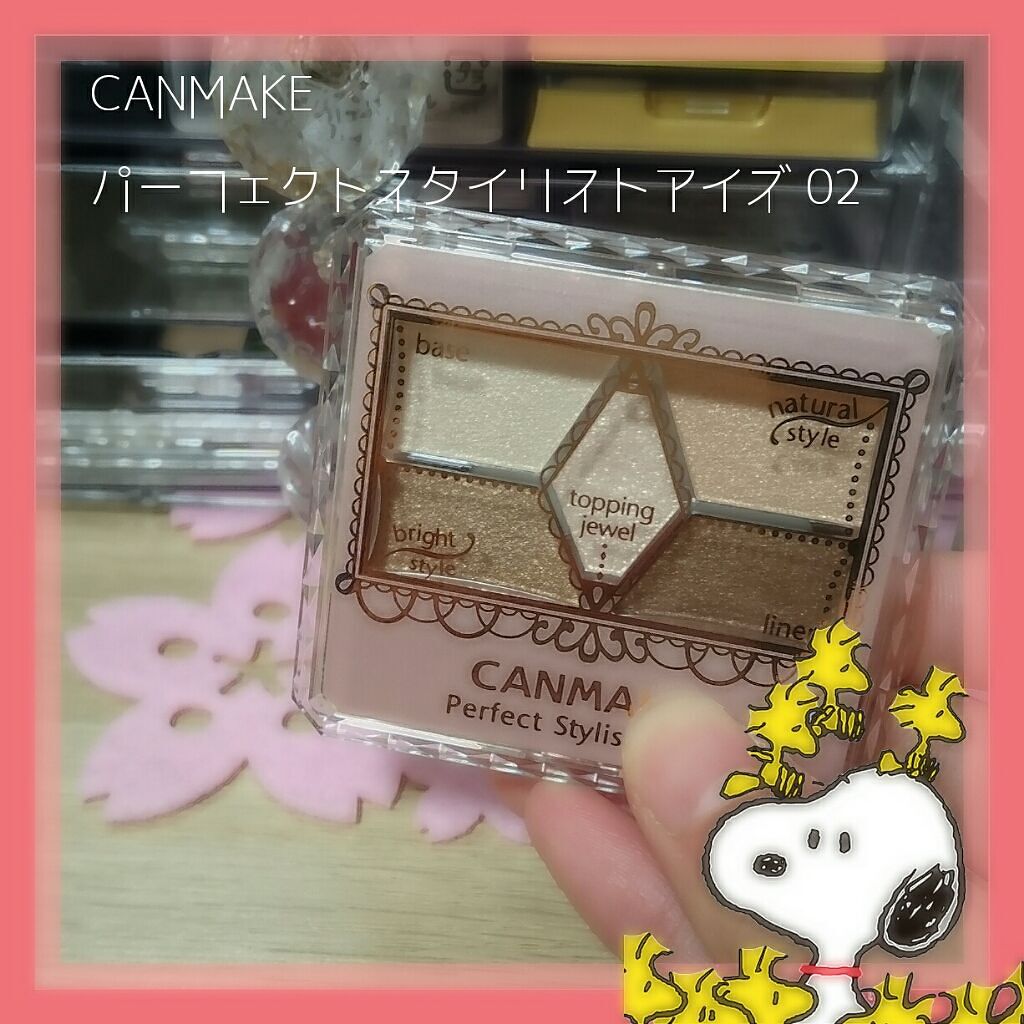 CANMAKE
パーフェクトスタイリストアイズ 02
base
natural
style
topping
jewel
bright
style
liner
CANMA
Perfect Stylis